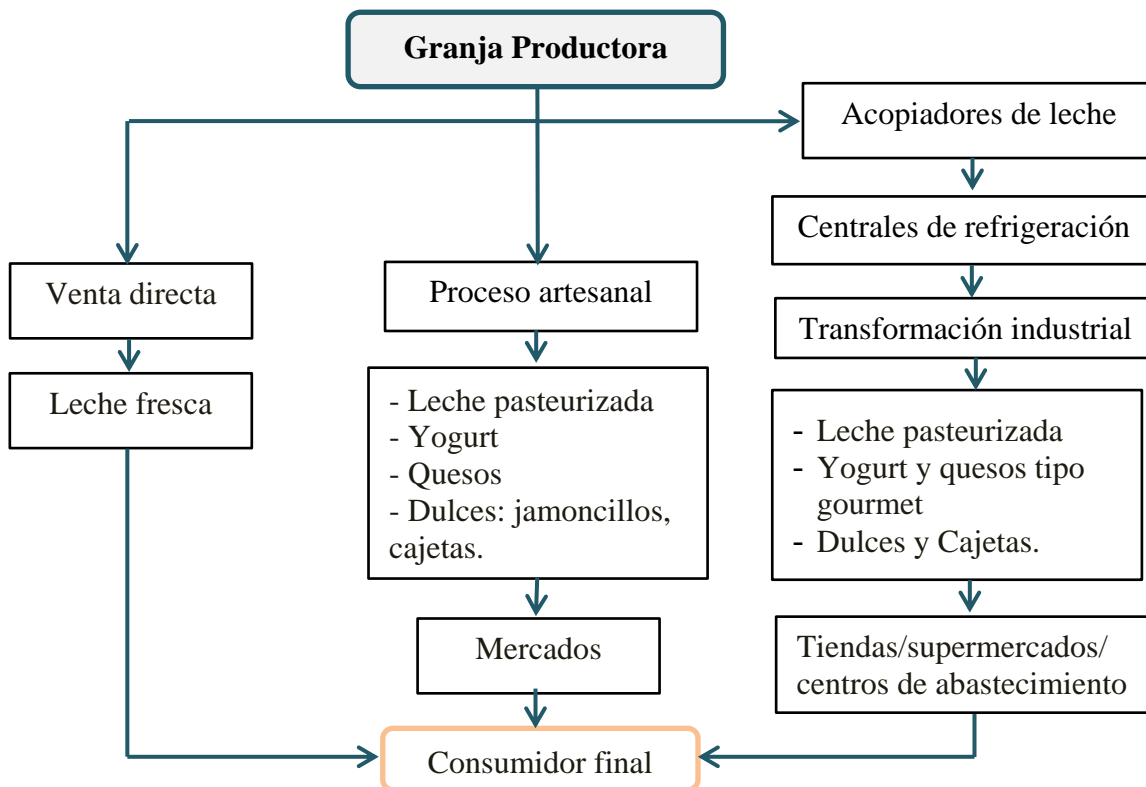 Granja Productora
Acopiadores de leche
Centrales de refrigeración
Venta directa
Proceso artesanal
Transformación industrial
Leche fresca
- Leche pasteurizada
- Yogurt
- Quesos
- Dulces: jamoncillos,
cajetas.
- Leche pasteurizada
- Yogurt y quesos tipo
gourmet
- Dulces y Cajetas.
Mercados
Tiendas/supermercados/
centros de abastecimiento
Consumidor final